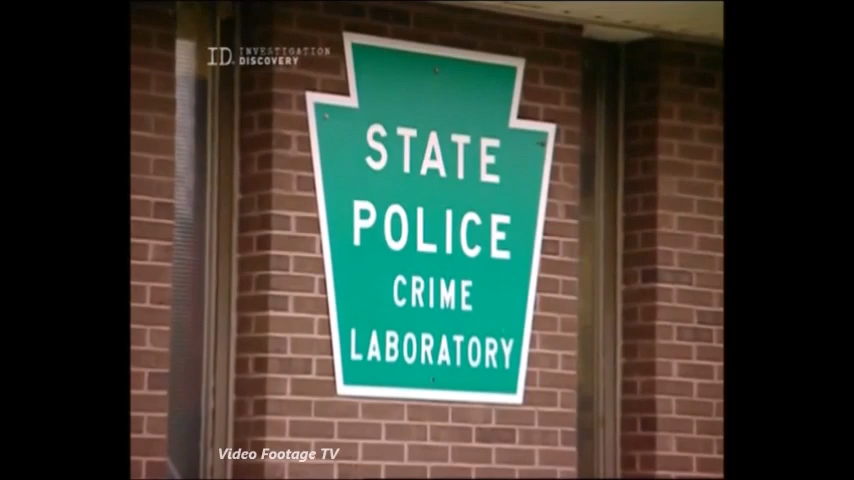 ID INVESTIGATION
DISCOVERY
STATE
POLICE
CRIME
LABORATORY
Video Footage TV